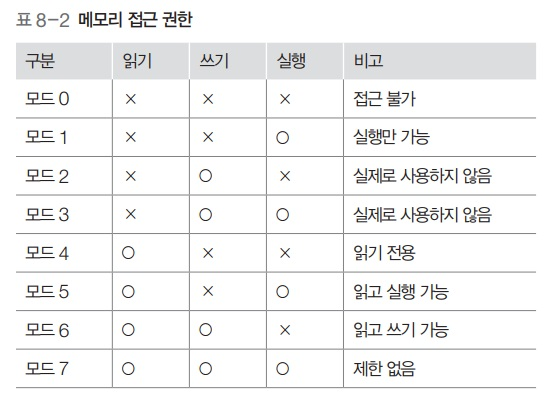 표 8-2 메모리 접근 권한
구분 읽기 쓰기 실행 비고
모드 0 × × × 접근 불가
모드 1 × × ○ 실행만 가능
모드 2 × ○ × 실제로 사용하지 않음
모드 3 × ○ ○ 실제로 사용하지 않음
모드 4 ○ × × 읽기 전용
모드 5 ○ × ○ 읽고 실행 가능
모드 6 ○ ○ × 읽고 쓰기 가능
모드 7 ○ ○ ○ 제한 없음